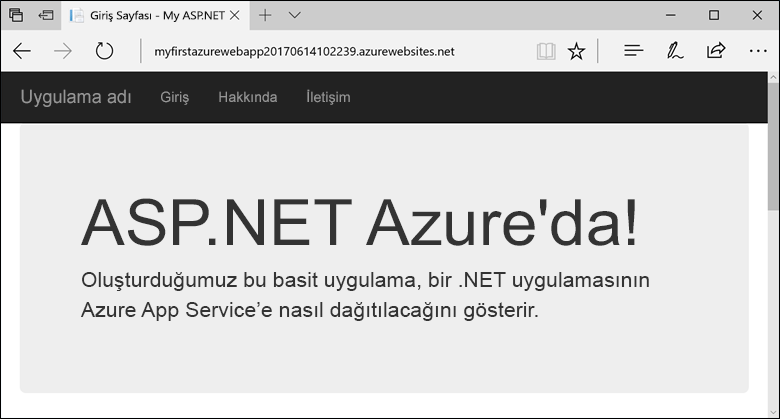 Giriş Sayfası - My ASP.NET
myfirstazurewebapp20170614102239.azurewebsites.net
Uygulama adı Giriş Hakkında İletişim
ASP.NET Azure'da!
Oluşturduğumuz bu basit uygulama, bir .NET uygulamasının
Azure App Service’e nasıl dağıtılacağını gösterir.